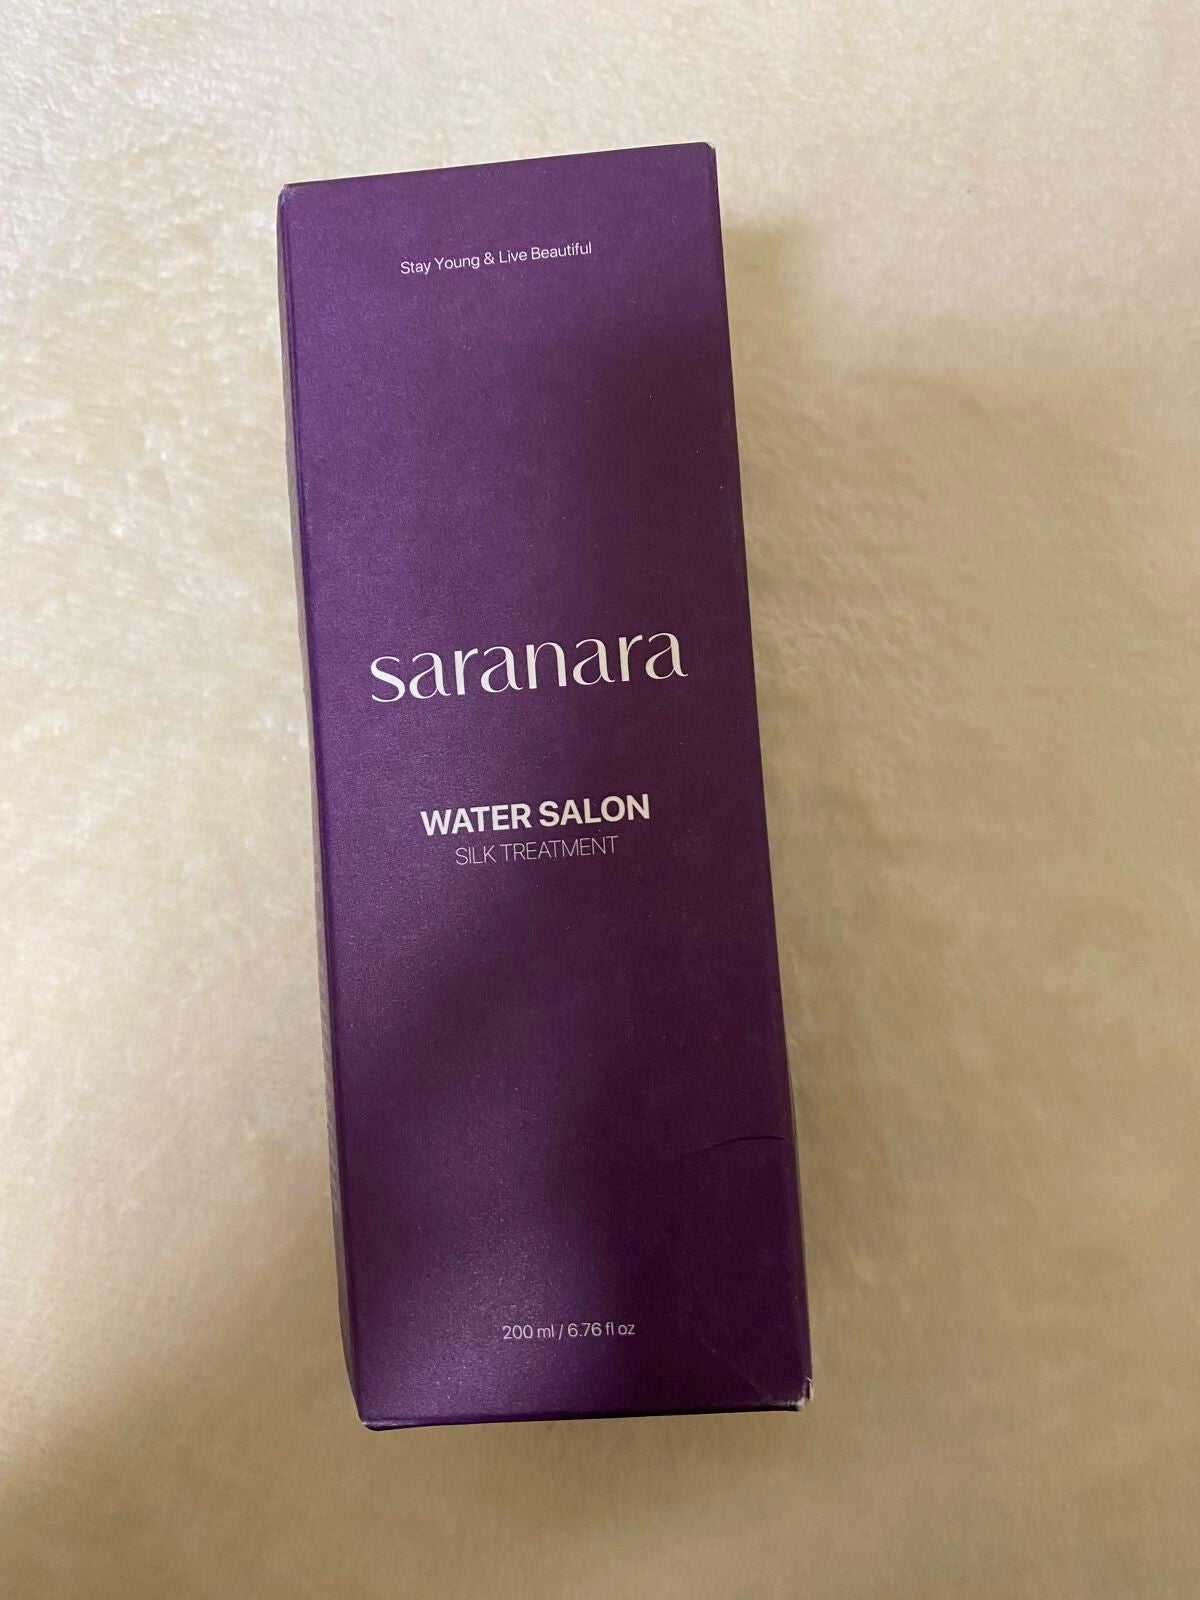 Stay Young & Live Beautiful
saranara
WATER SALON
SILK TREATMENT
200 ml / 6.76 fl oz